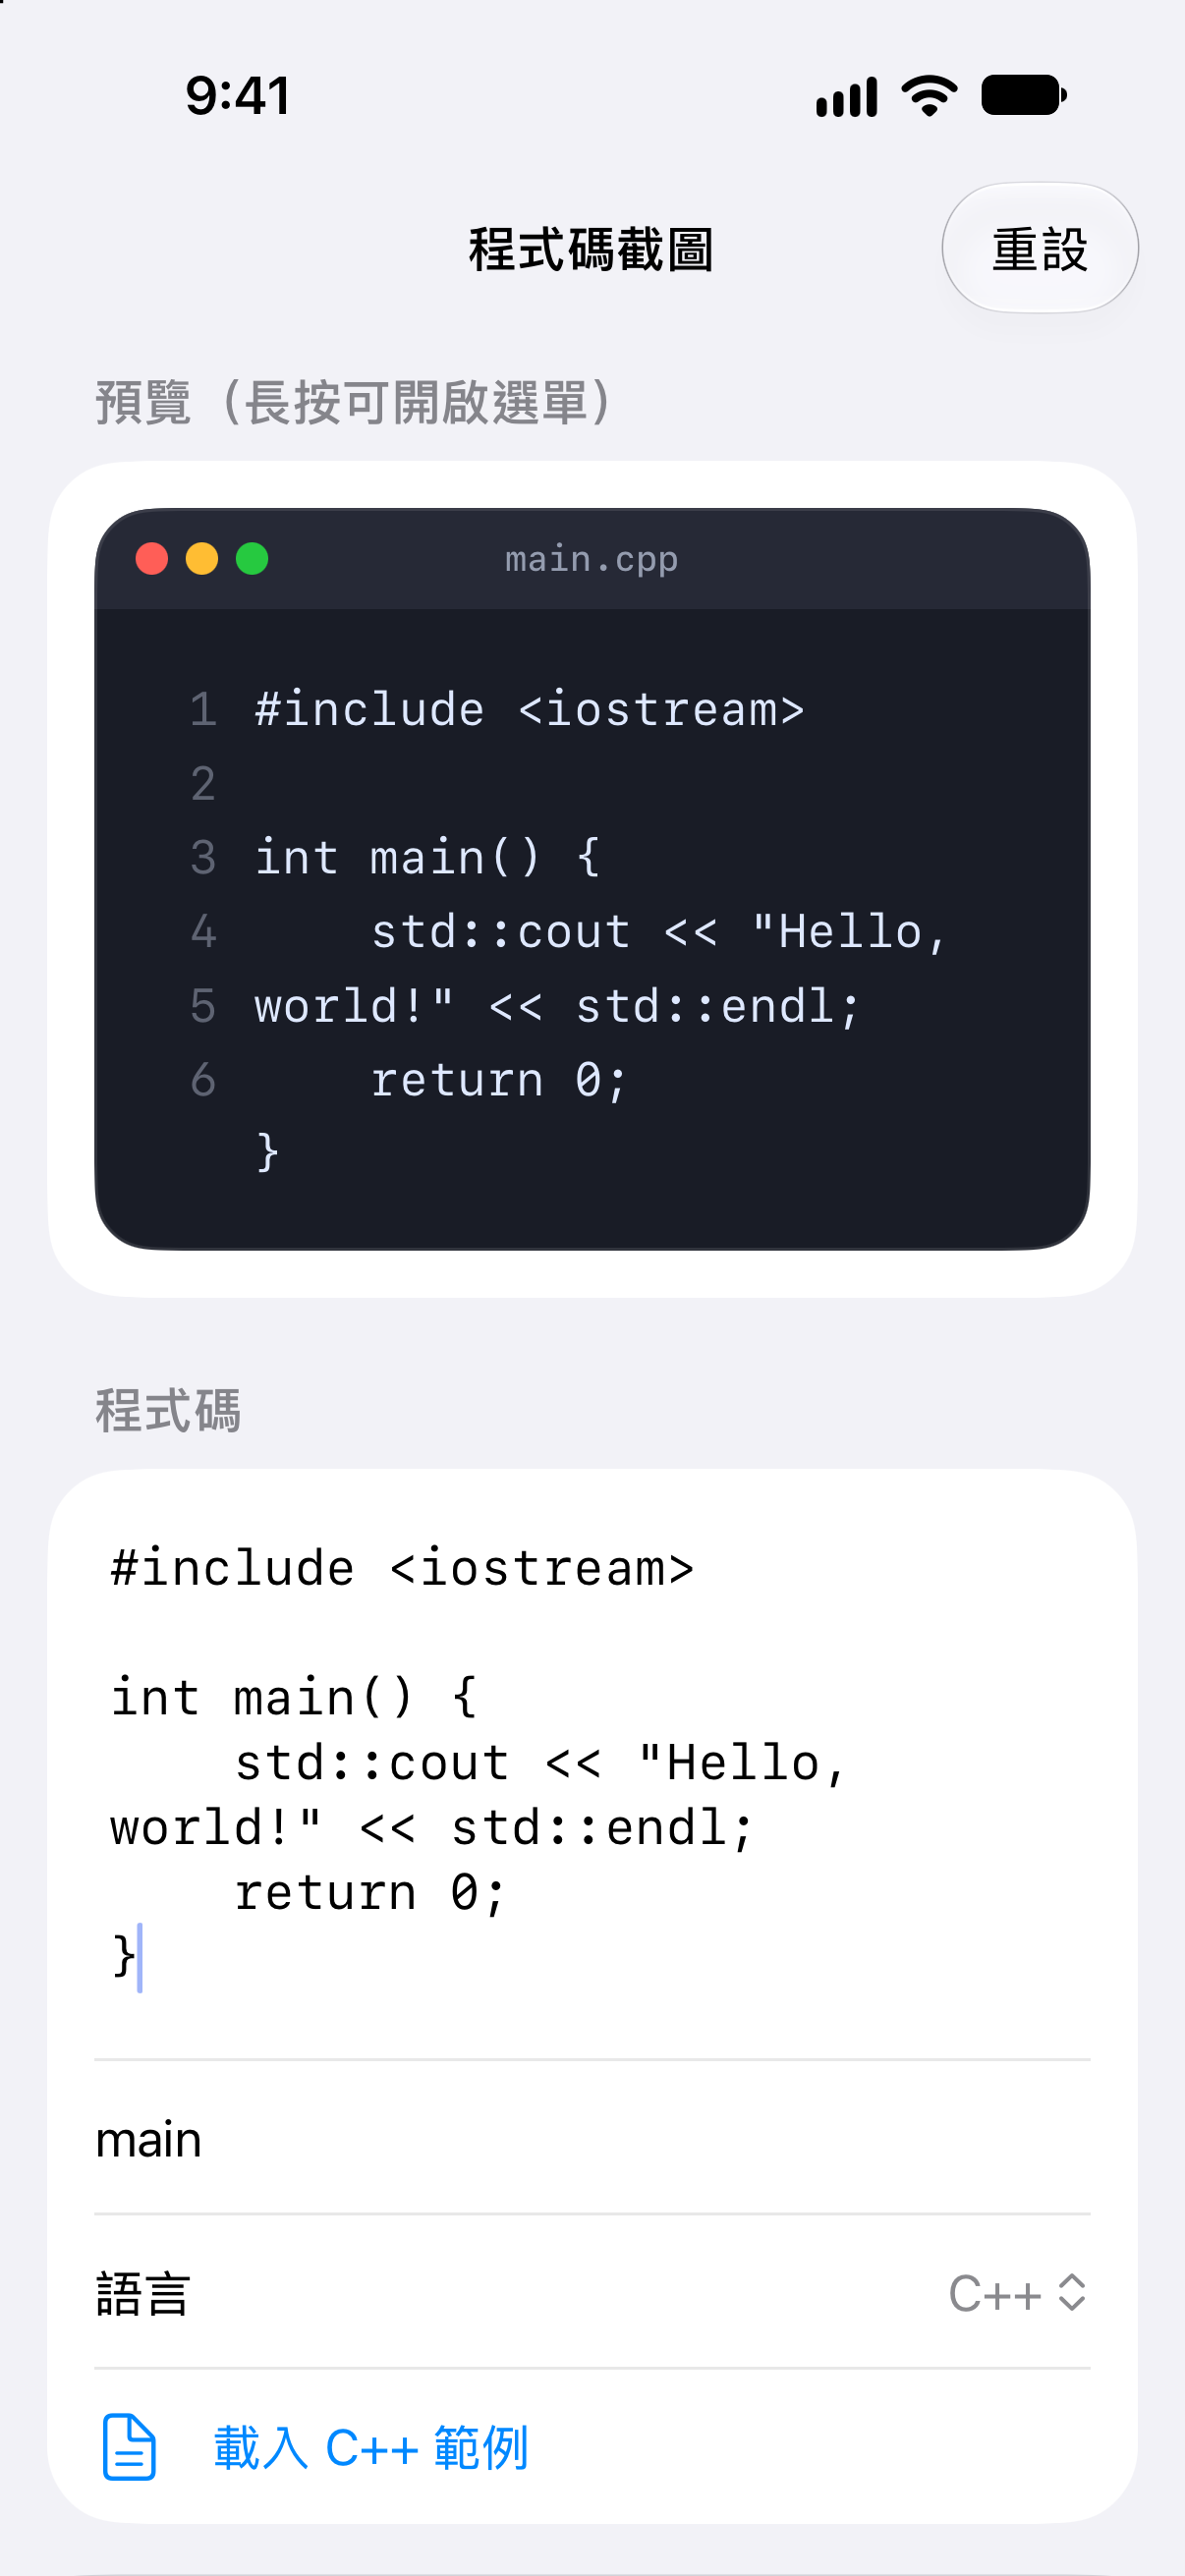 9:41
程式碼截圖
重設
預覽（長按可開啟選單）
main.cpp
1 #include <iostream>
2
3 int main() {
4     std::cout << "Hello,
5 world!" << std::endl;
6     return 0;
}
程式碼
#include <iostream>

int main() {
    std::cout << "Hello,
world!" << std::endl;
    return 0;
}
main
語言
C++
載入 C++ 範例